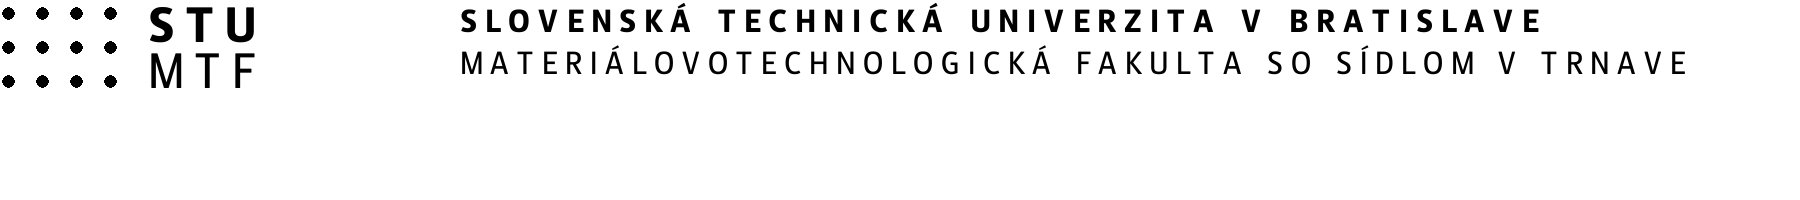 STU
MTF
SLOVENSKÁ TECHNICKÁ UNIVERZITA V BRATISLAVE
MATERIÁLOVOTECHNOLOGICKÁ FAKULTA SO SÍDLOM V TRNAVE